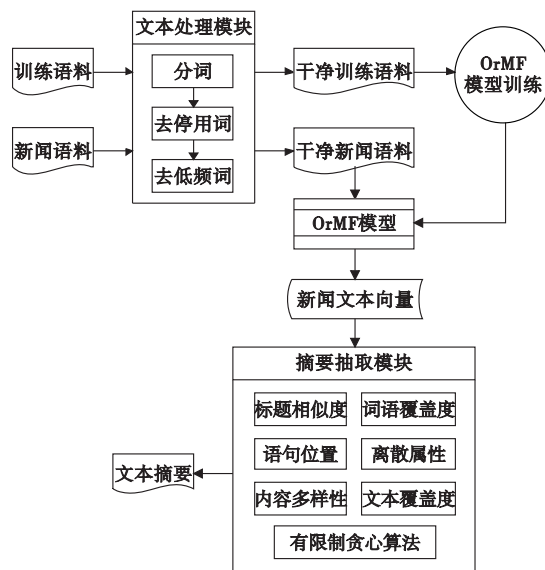 文本处理模块
训练语料
分词
干净训练语料
OrMF
模型训练
去停用词
新闻语料
干净新闻语料
去低频词
OrMF模型
新闻文本向量
摘要抽取模块
标题相似度
词语覆盖度
语句位置
离散属性
文本摘要
内容多样性
文本覆盖度
有限制贪心算法